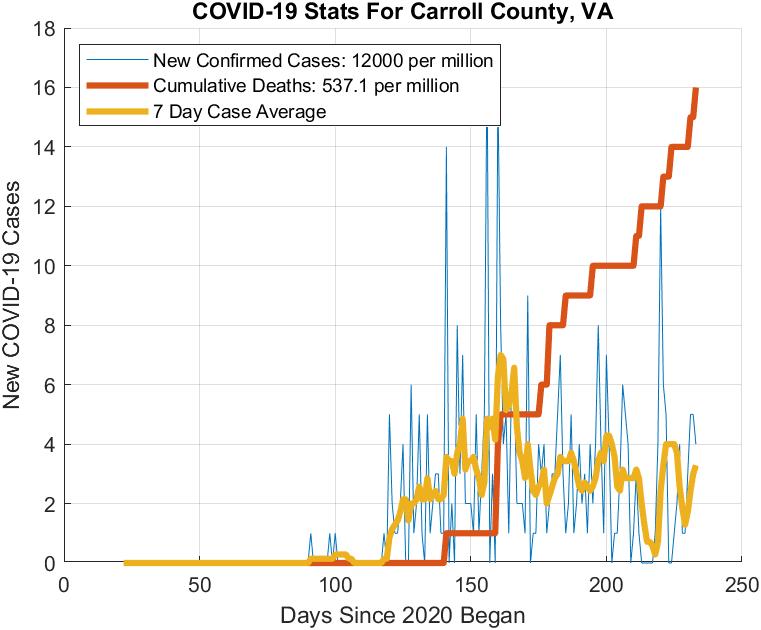 COVID-19 Stats For Carroll County, VA
18
16
14
12
10
8
6
4
2
0
New COVID-19 Cases
New Confirmed Cases: 12000 per million
Cumulative Deaths: 537.1 per million
7 Day Case Average
0 50 100 150 200 250
Days Since 2020 Began